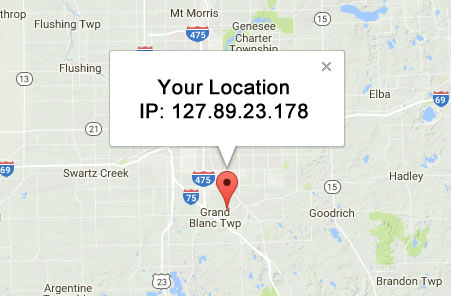 Mt Morris
throp
Flushing Twp
475
Genesee
Charter
Township
Flushing
13
15
×
Your Location
IP: 127.89.23.178
Elba
69
21
69
Swartz Creek
475
75
15
Hadley
Grand
Blanc Twp
Goodrich
23
Argentine
Brandon Twp